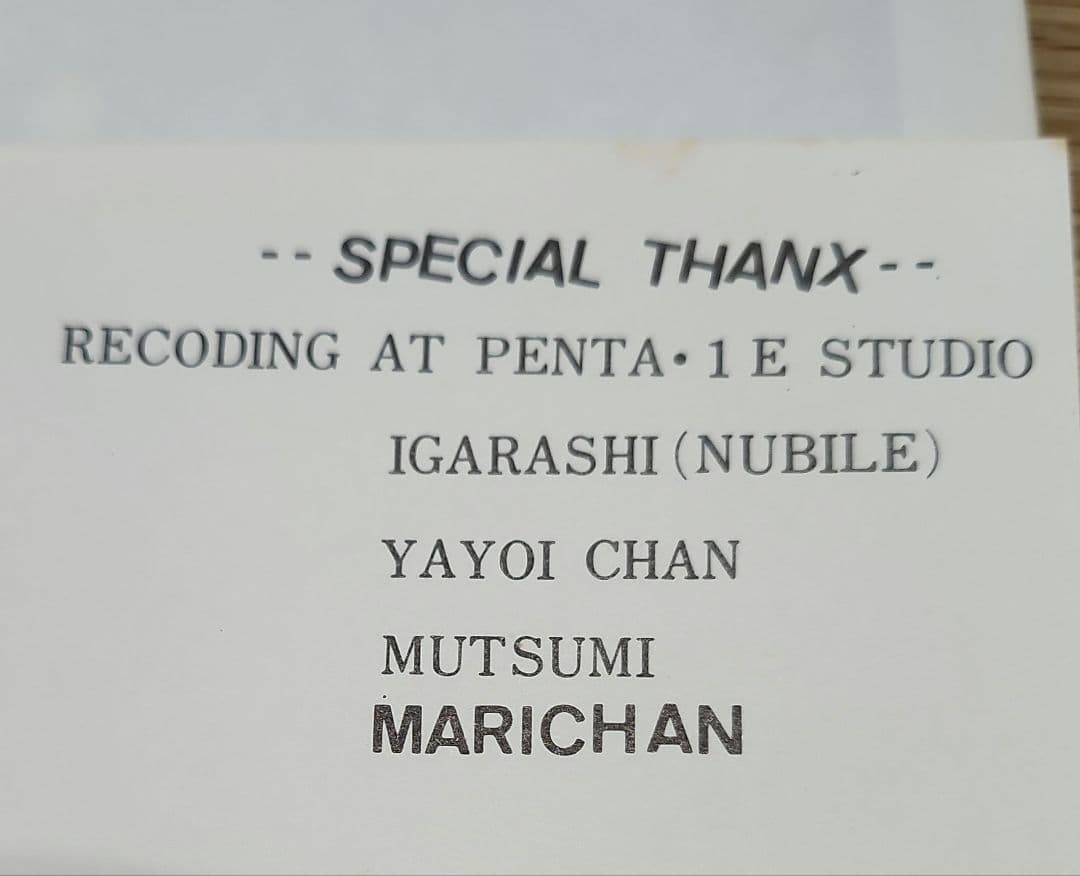 -- SPECIAL THANX --
RECODING AT PENTA・1 E STUDIO
IGARASHI (NUBILE)
YAYOI CHAN
MUTSUMI
MARICHAN